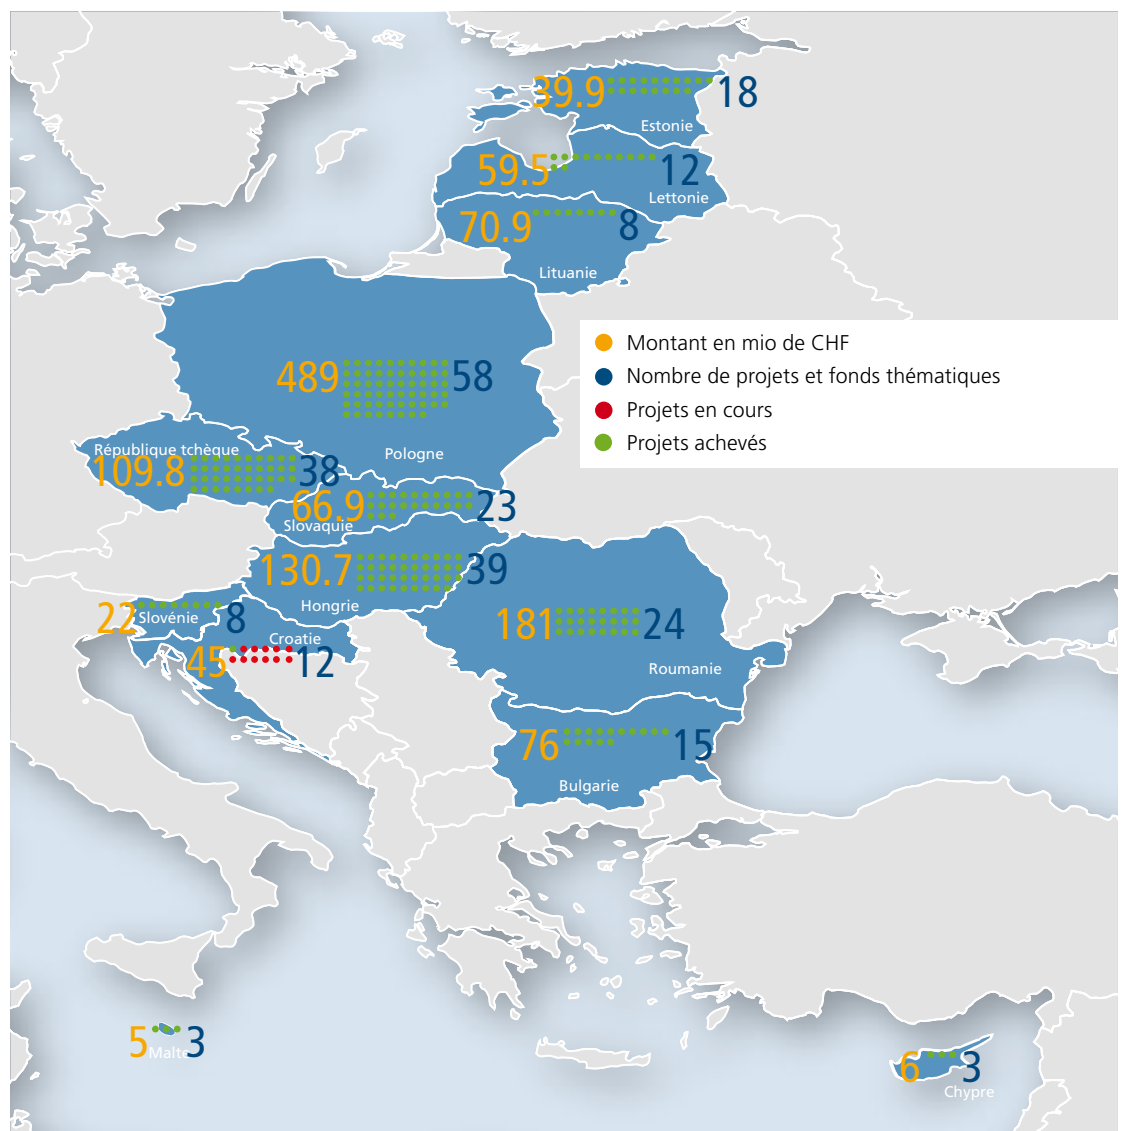 39.9 18
Estonie
59.5 12
Lettonie
70.9 8
Lituanie
Montant en mio de CHF
Nombre de projets et fonds thématiques
Projets en cours
Projets achevés
489 58
Pologne
République tchèque
109.8 38
66.9 23
Slovaquie
130.7 39
Hongrie
22 Slovénie 8
Croatie
45 12
181 24
Roumanie
76 15
Bulgarie
5 3
Malte
6 3
Chypre